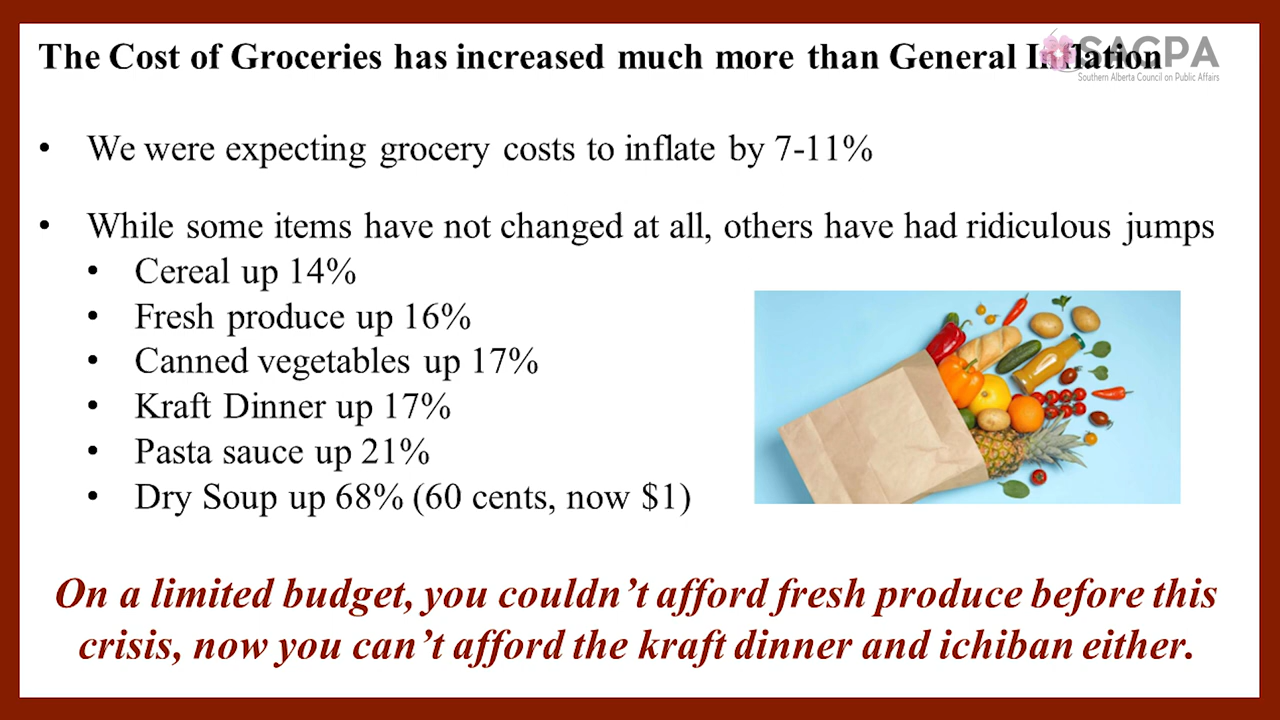 The Cost of Groceries has increased much more than General Inflation
SACPA
Southern Alberta Council on Public Affairs
• We were expecting grocery costs to inflate by 7-11%
• While some items have not changed at all, others have had ridiculous jumps
• Cereal up 14%
• Fresh produce up 16%
• Canned vegetables up 17%
• Kraft Dinner up 17%
• Pasta sauce up 21%
• Dry Soup up 68% (60 cents, now $1)
On a limited budget, you couldn’t afford fresh produce before this
crisis, now you can’t afford the kraft dinner and ichiban either.